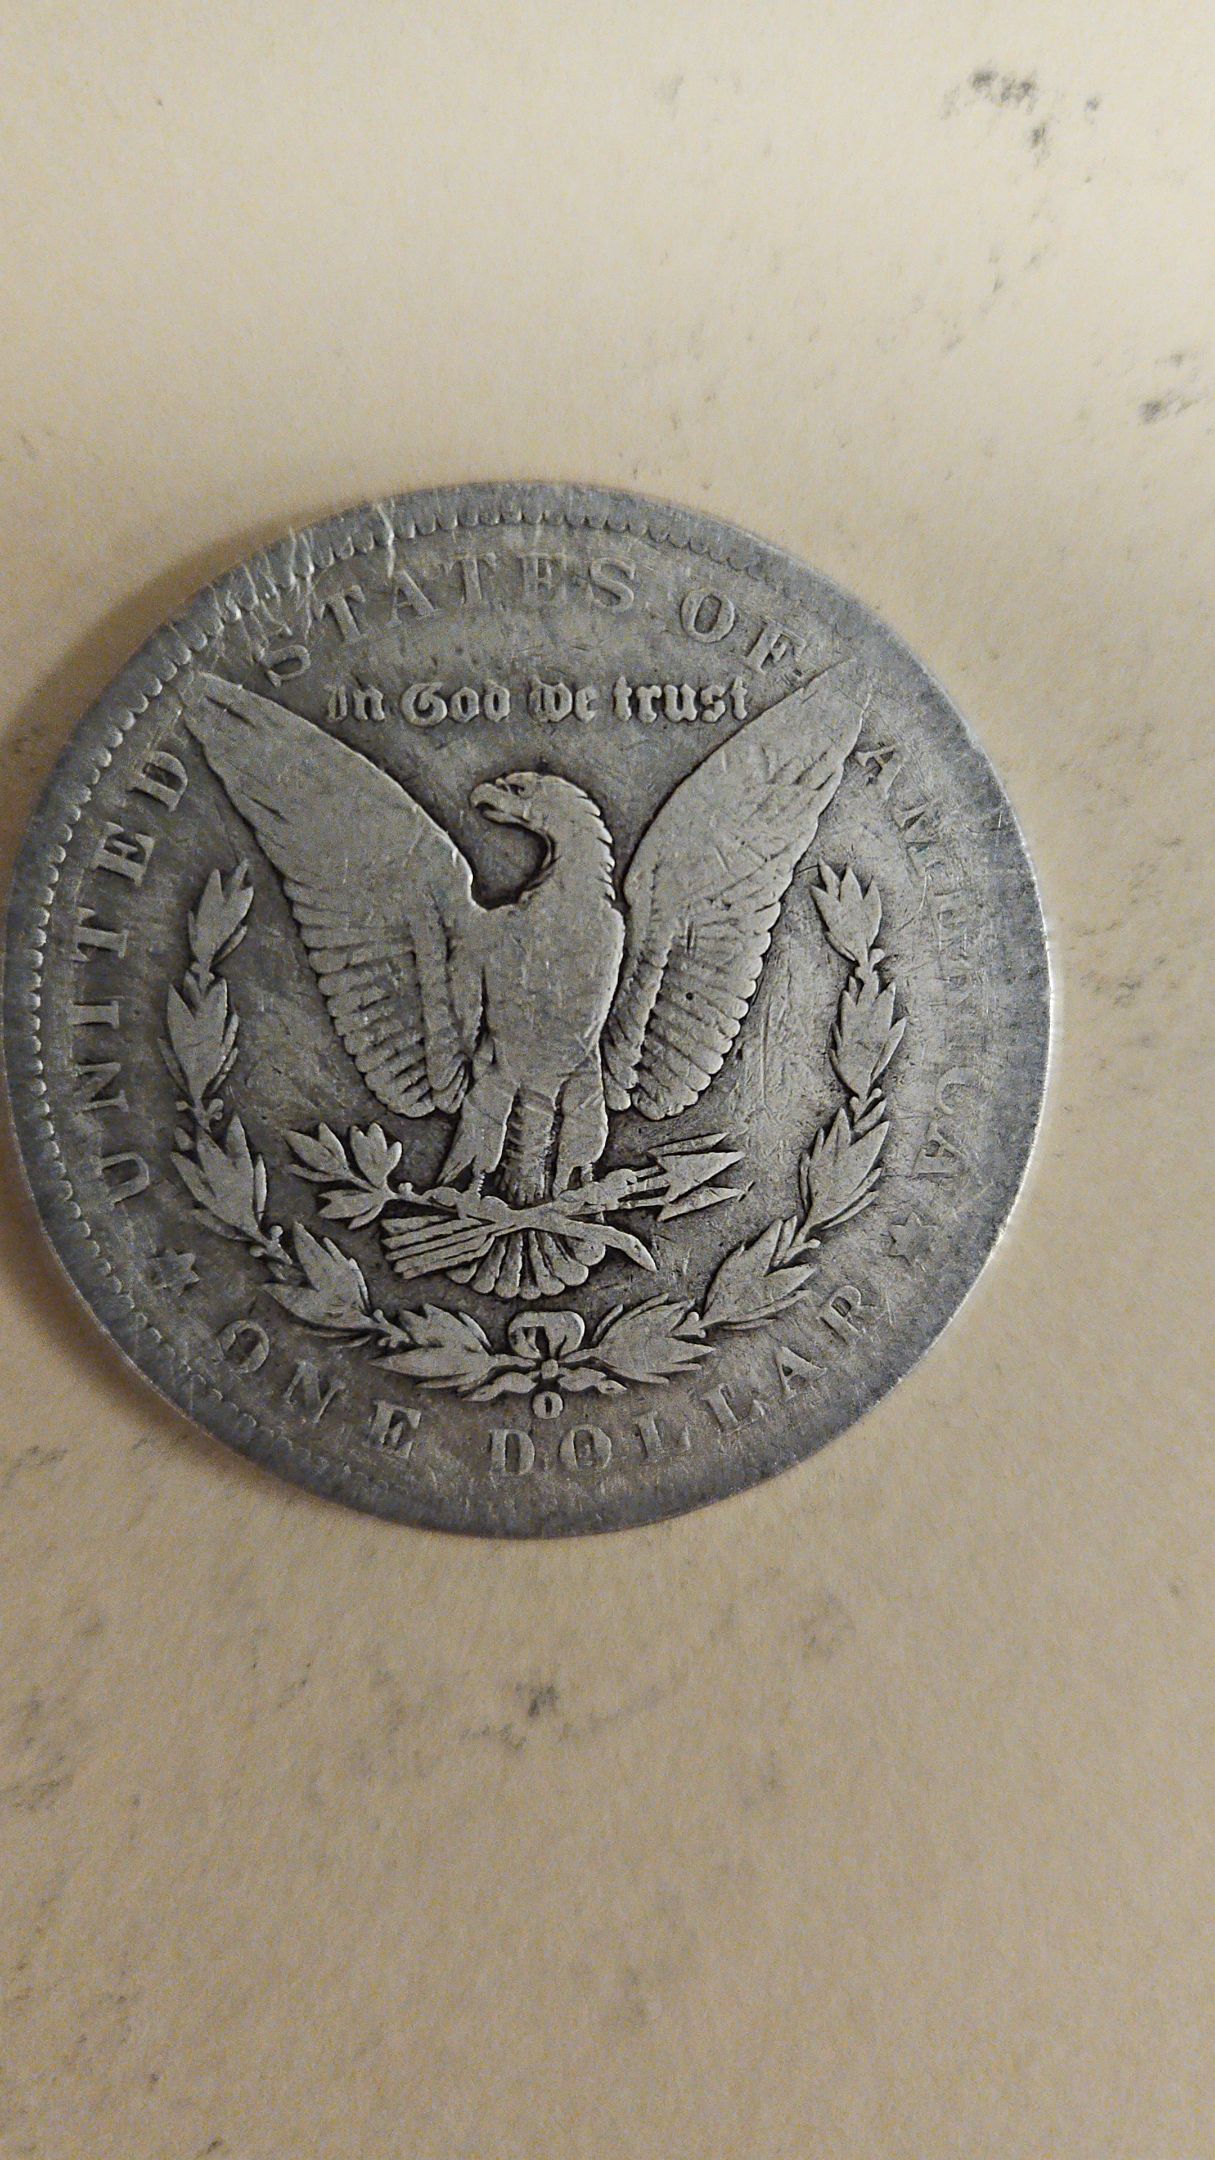 UNITED STATES OF AMERICA
In God we trust
O
ONE DOLLAR